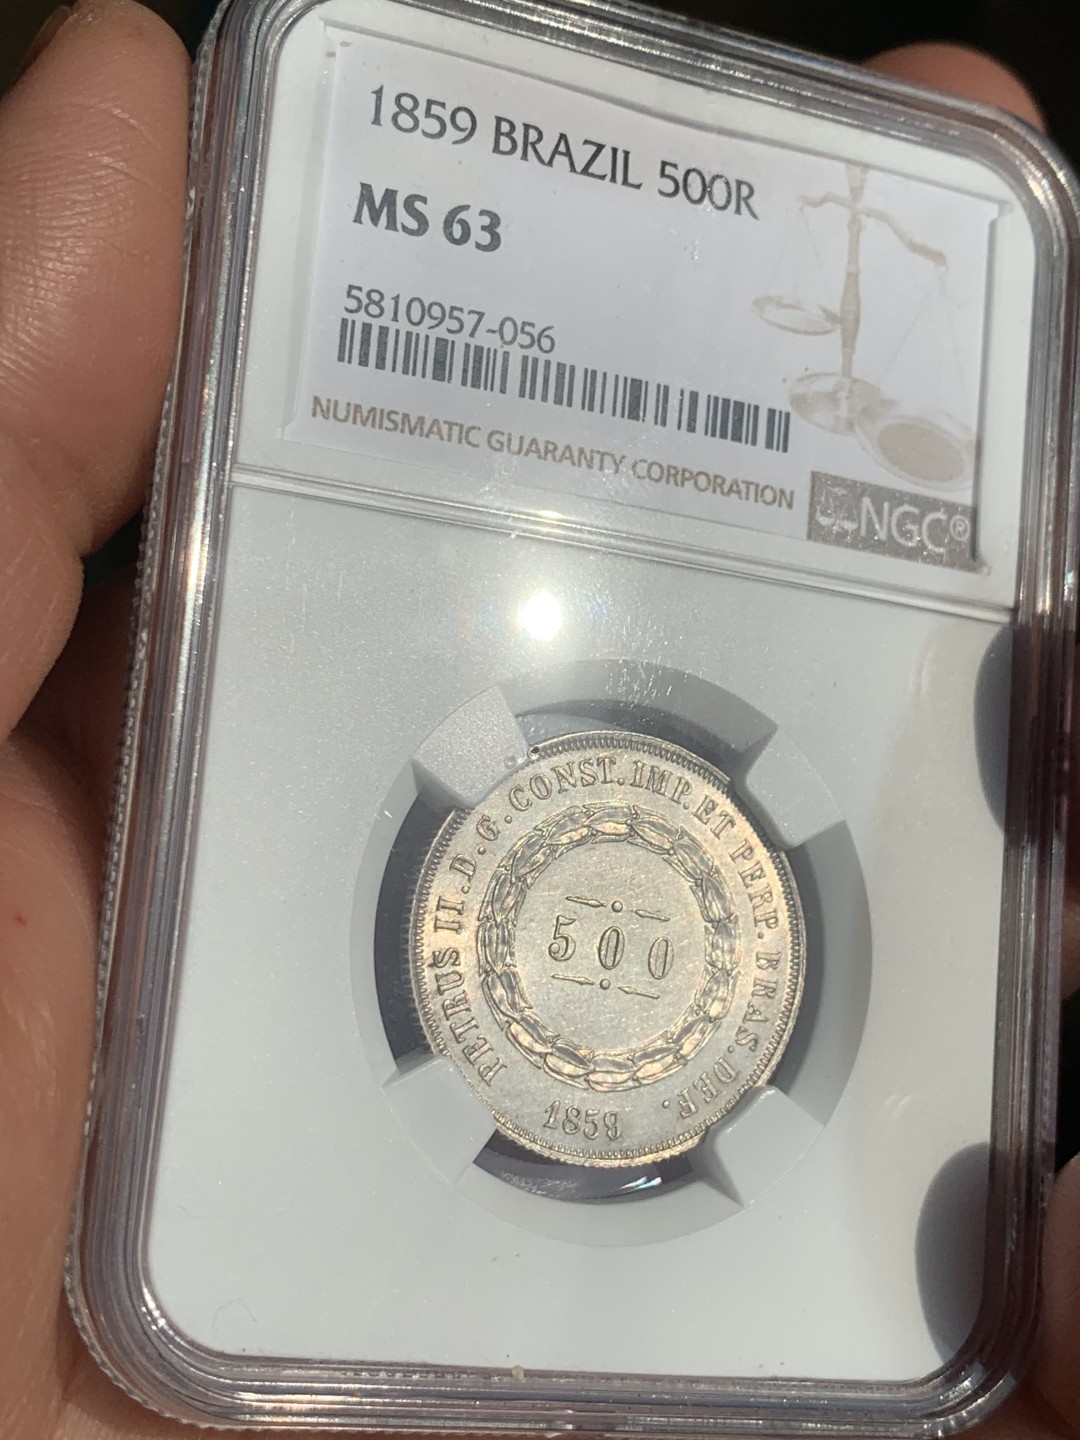 1859 BRAZIL 500R
MS 63
5810957-056
NUMISMATIC GUARANTY CORPORATION
NGC®
PETRUS II. D. G. CONST. IMP. ET PERP. BRAS. DEF.
500
1859